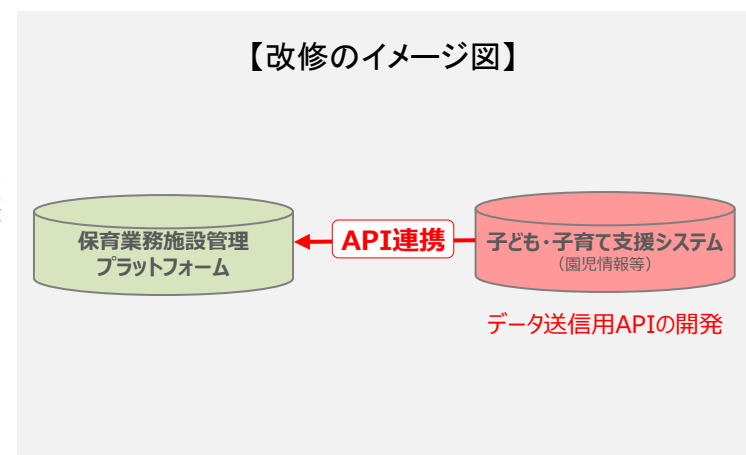 【改修のイメージ図】
保育業務施設管理
プラットフォーム
API連携
子ども・子育て支援システム
（園児情報等）
データ送信用APIの開発